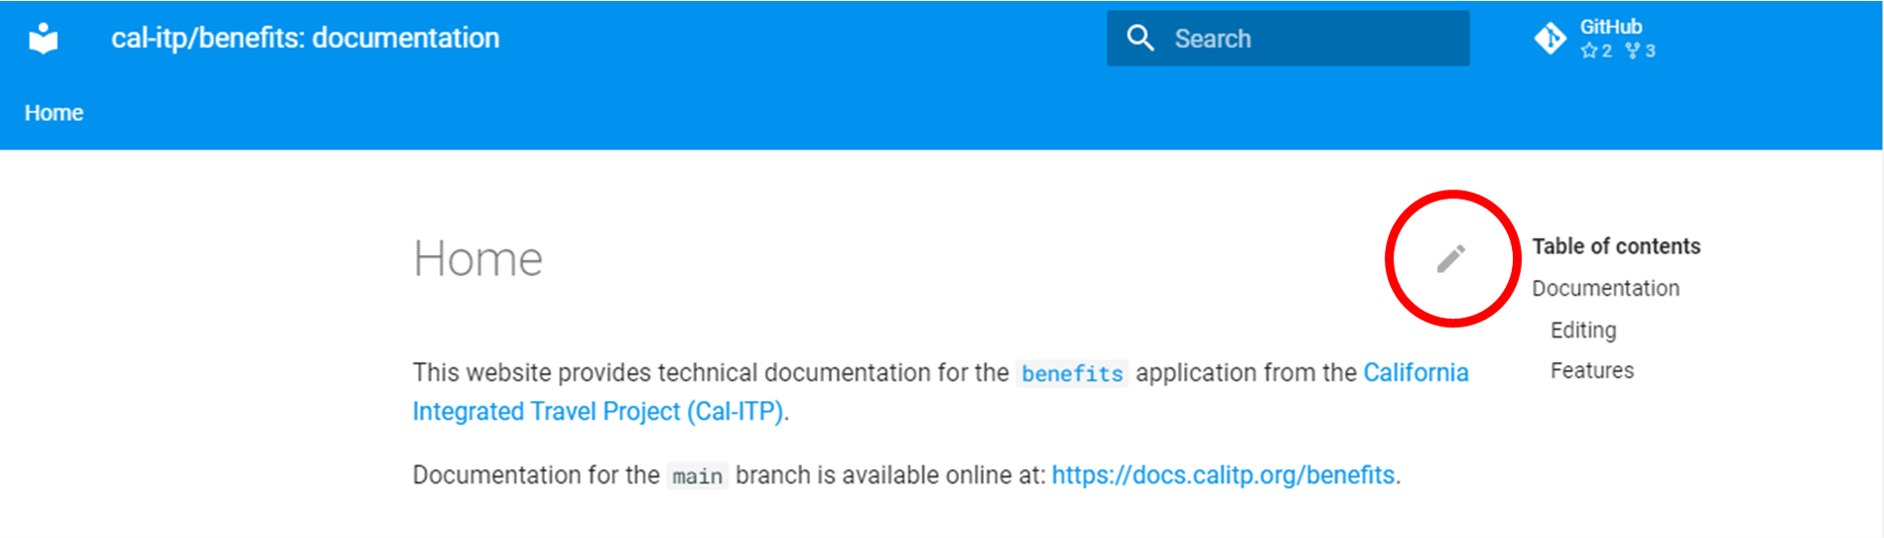 cal-itp/benefits: documentation
Search
GitHub
2 3
Home
Home
Table of contents
Documentation
Editing
Features
This website provides technical documentation for the benefits application from the California
Integrated Travel Project (Cal-ITP).
Documentation for the main branch is available online at: https://docs.calitp.org/benefits.